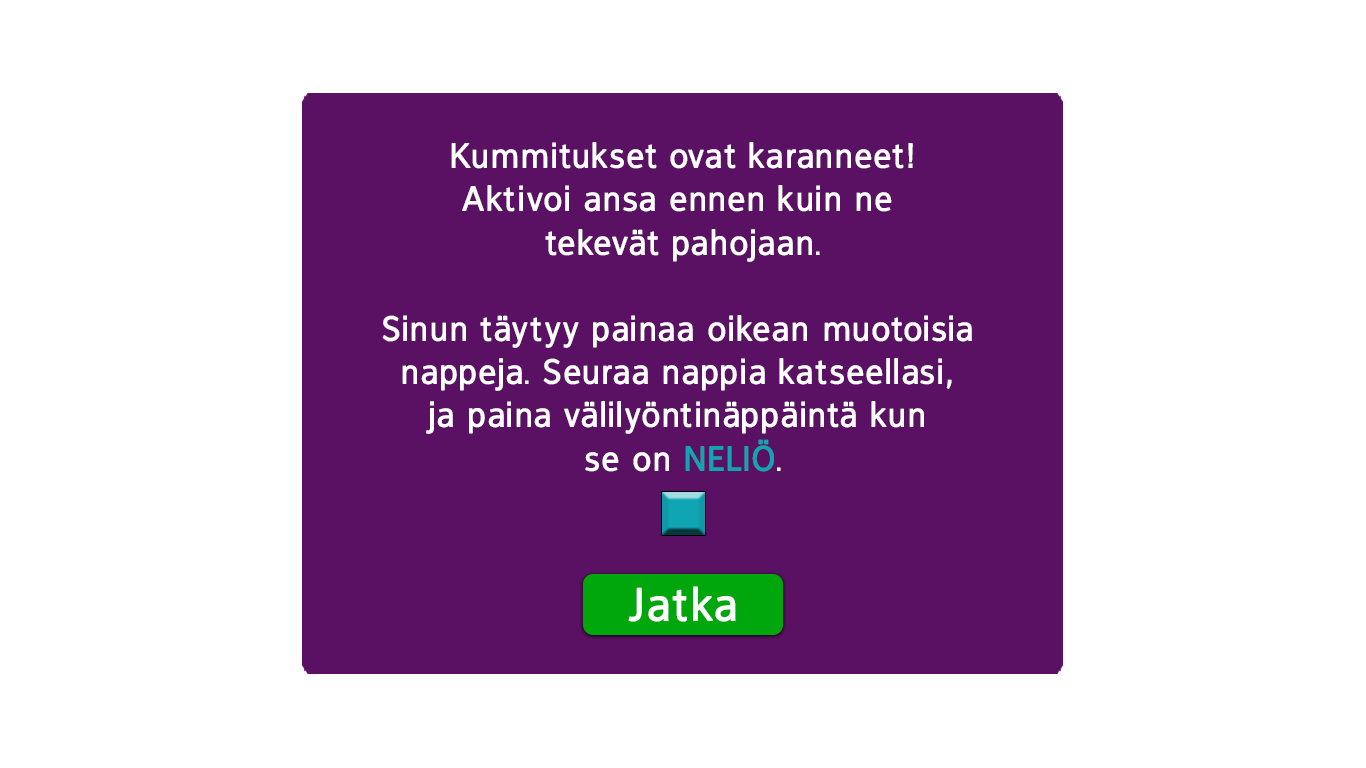 Kummitukset ovat karanneet!
Aktivoi ansa ennen kuin ne
tekevät pahojaan.
Sinun täytyy painaa oikean muotoisia
nappeja. Seuraa nappia katseellasi,
ja paina välilyöntinäppäintä kun
se on NELIÖ.
Jatka